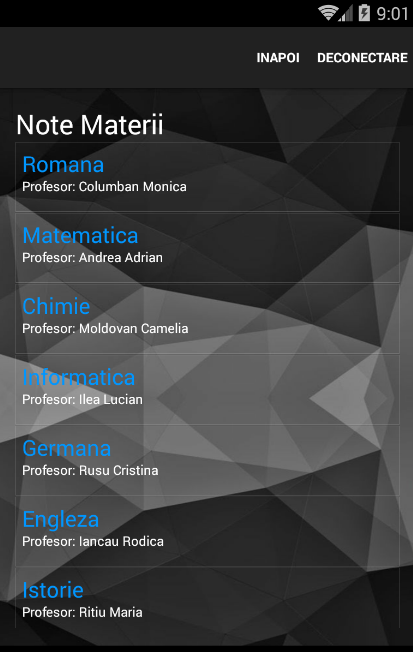 9:01
INAPOI DECONECTARE
Note Materii
Romana
Profesor: Columban Monica
Matematica
Profesor: Andrea Adrian
Chimie
Profesor: Moldovan Camelia
Informatica
Profesor: Ilea Lucian
Germana
Profesor: Rusu Cristina
Engleza
Profesor: Iancau Rodica
Istorie
Profesor: Ritiu Maria